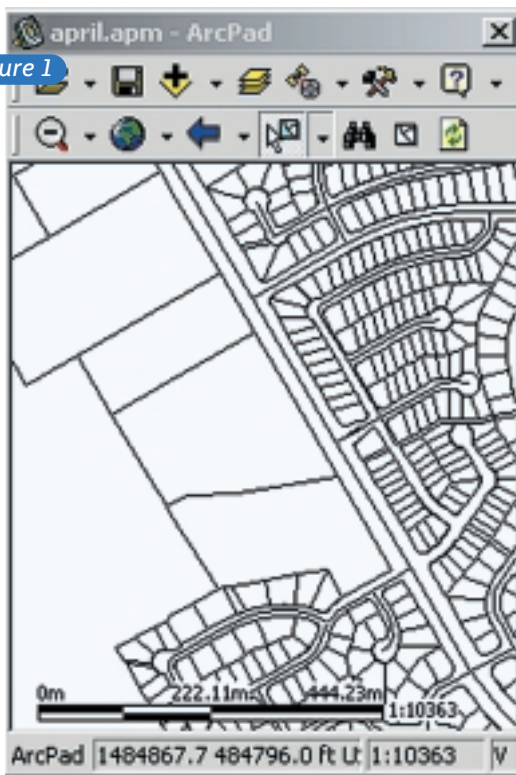 april.apm - ArcPad
ure 1
0m 222.11m 444.23m
1:10363
ArcPad 1484867.7 484796.0 ft 1:10363 V